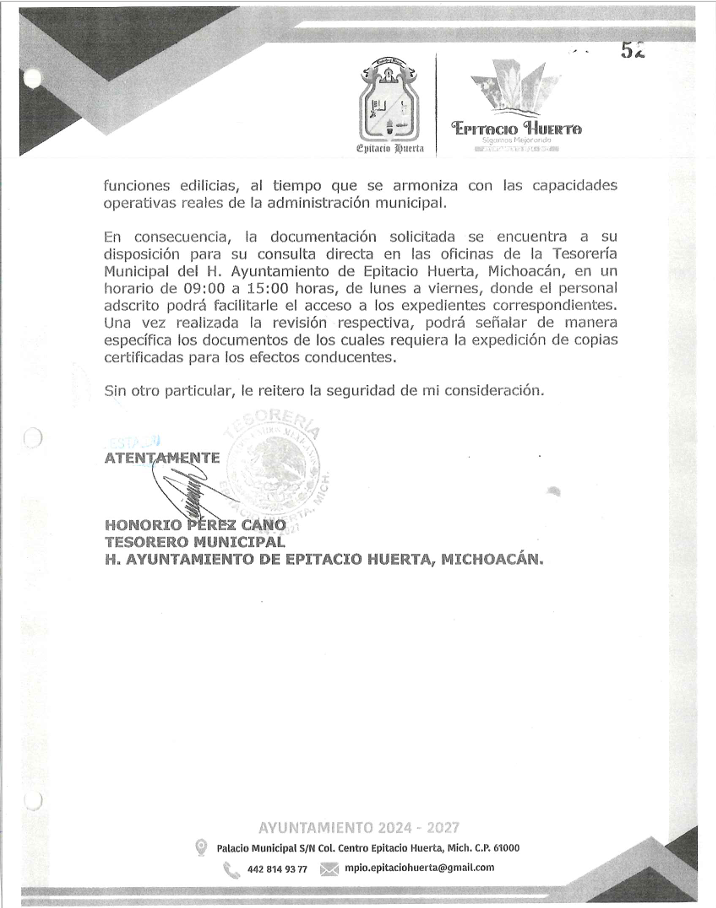 52
Epitacio Huerta
EPITACIO HUERTA
Sigamos Mejorando
funciones edilicias, al tiempo que se armoniza con las capacidades
operativas reales de la administración municipal.
En consecuencia, la documentación solicitada se encuentra a su
disposición para su consulta directa en las oficinas de la Tesorería
Municipal del H. Ayuntamiento de Epitacio Huerta, Michoacán, en un
horario de 09:00 a 15:00 horas, de lunes a viernes, donde el personal
adscrito podrá facilitarle el acceso a los expedientes correspondientes.
Una vez realizada la revisión respectiva, podrá señalar de manera
específica los documentos de los cuales requiera la expedición de copias
certificadas para los efectos conducentes.
Sin otro particular, le reitero la seguridad de mi consideración.
TESORERÍA
ATENTAMENTE
HONORIO PÉREZ CANO
TESORERO MUNICIPAL
H. AYUNTAMIENTO DE EPITACIO HUERTA, MICHOACÁN.
AYUNTAMIENTO 2024 - 2027
Palacio Municipal S/N Col. Centro Epitacio Huerta, Mich. C.P. 61000
442 814 93 77 mpio.epitaciohuerta@gmail.com